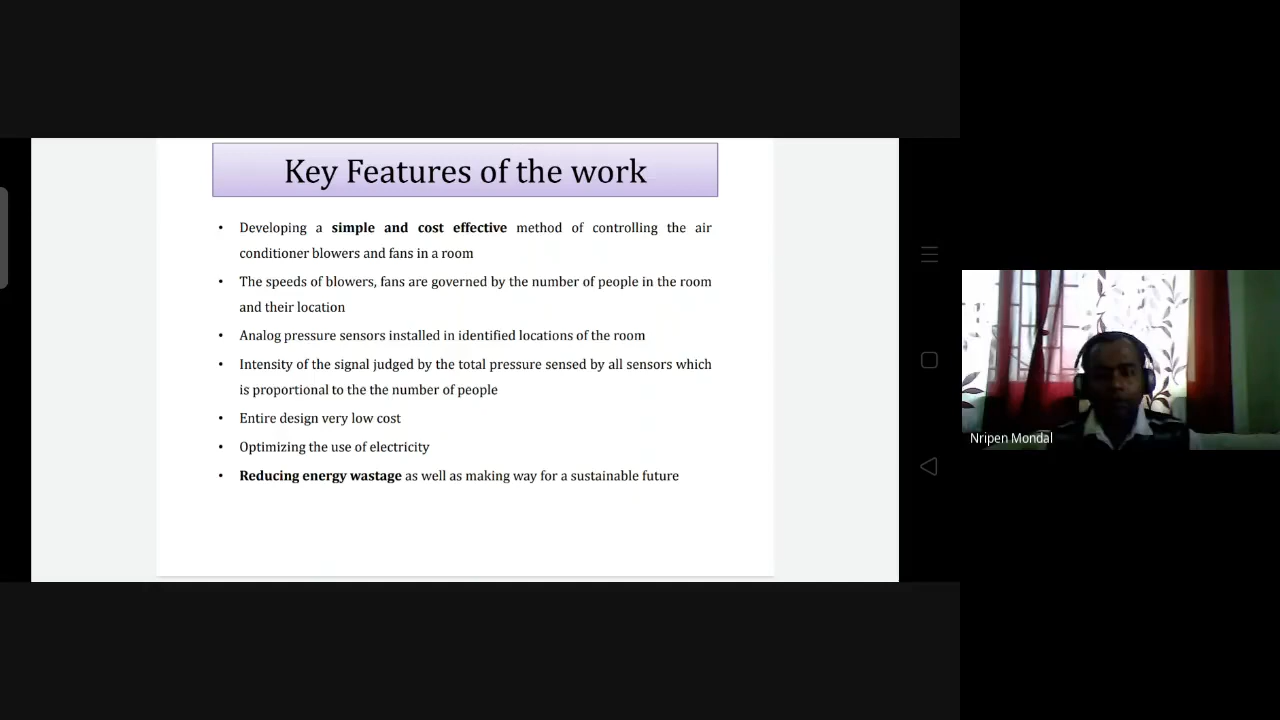 Key Features of the work
• Developing a simple and cost effective method of controlling the air
conditioner blowers and fans in a room
• The speeds of blowers, fans are governed by the number of people in the room
and their location
• Analog pressure sensors installed in identified locations of the room
• Intensity of the signal judged by the total pressure sensed by all sensors which
is proportional to the the number of people
• Entire design very low cost
• Optimizing the use of electricity
• Reducing energy wastage as well as making way for a sustainable future
Nripen Mondal